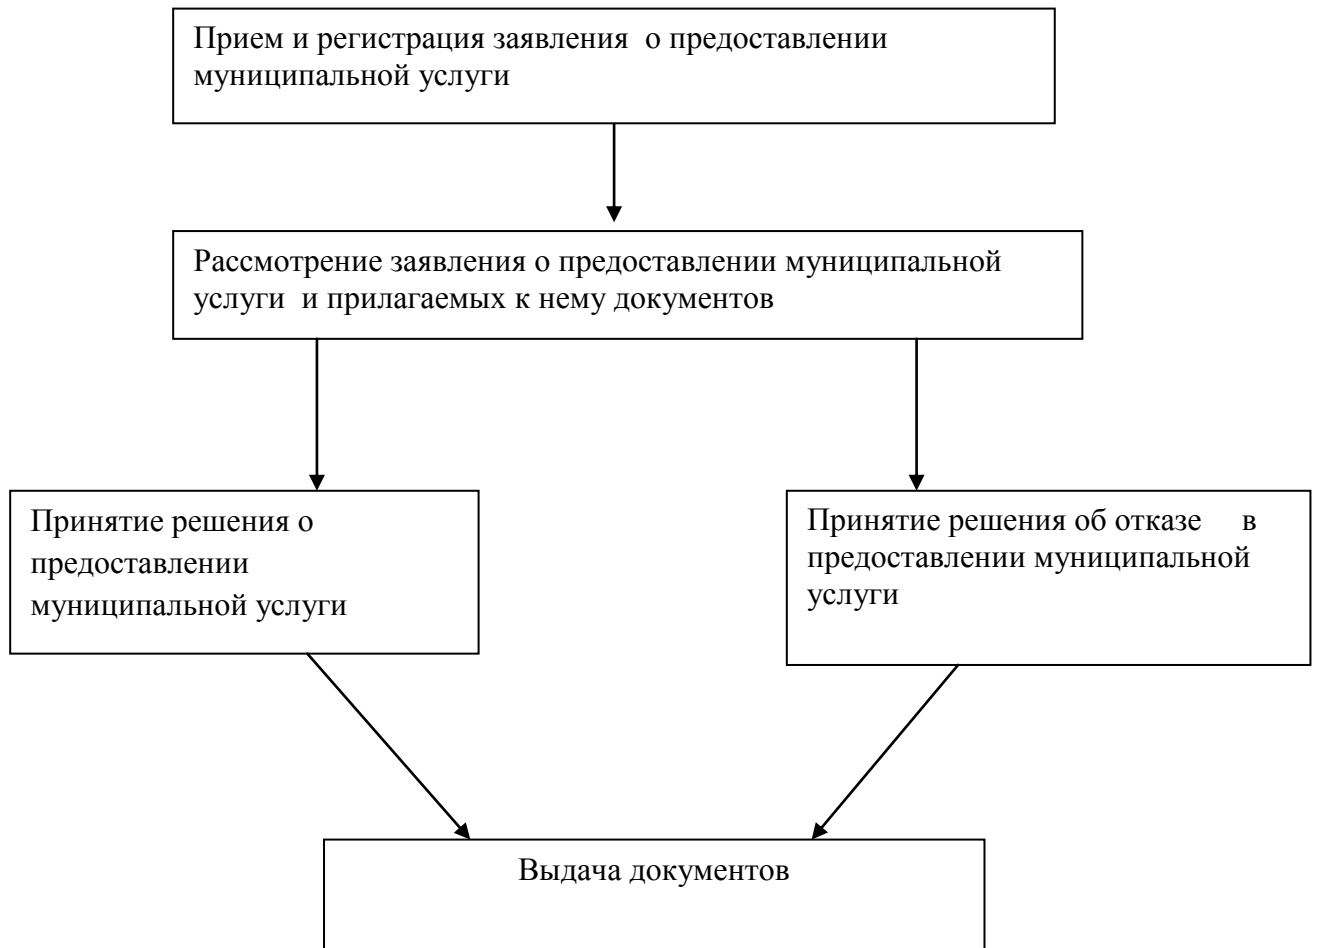 Прием и регистрация заявления  о предоставлении
муниципальной услуги
Рассмотрение заявления о предоставлении муниципальной
услуги  и прилагаемых к нему документов
Принятие решения о
предоставлении
муниципальной услуги
Принятие решения об отказе     в
предоставлении муниципальной
услуги
Выдача документов